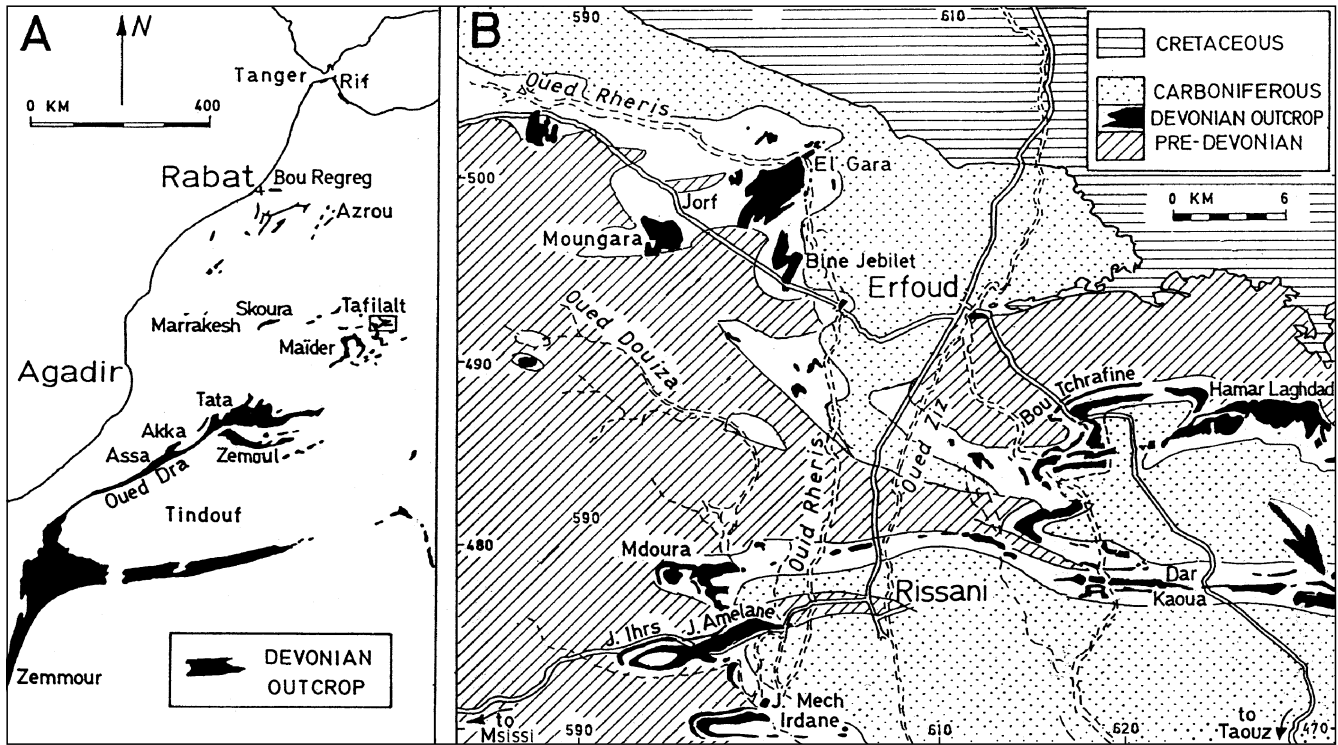 A
N
0 KM 400
Tanger
Rif
Rabat
Bou Regreg
Azrou
Skoura
Tafilalt
Marrakesh
Maïder
Agadir
Tata
Akka
Assa
Zemoul
Oued Dra
Tindouf
Zemmour
DEVONIAN
OUTCROP
B
590
610
CRETACEOUS
CARBONIFEROUS
DEVONIAN OUTCROP
PRE-DEVONIAN
0 KM 6
Oued Rheris
500
El Gara
Jorf
Moungara
Bine Jebilet
Erfoud
Oued Douiza
490
Bou Tchrafine
Hamar Laghdad
Oued Ziz
Ouid Rheris
590
480
Mdoura
Dar
Kaoua
Rissani
J. Ihrs
J. Amelane
J. Mech
Irdane
to
Msissi
590
610
620
to
Taouz
470